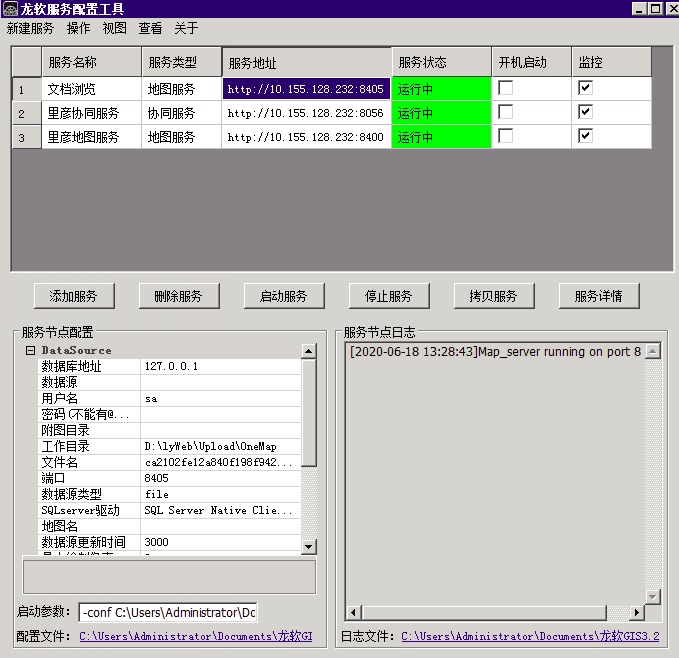 龙软服务配置工具
新建服务 操作 视图 查看 关于
服务名称 服务类型 服务地址 服务状态 开机启动 监控
1 文档浏览 地图服务 http://10.155.128.232:8405 运行中
2 里彦协同服务 协同服务 http://10.155.128.232:8056 运行中
3 里彦地图服务 地图服务 http://10.155.128.232:8400 运行中
添加服务 删除服务 启动服务 停止服务 拷贝服务 服务详情
服务节点配置
DataSource
数据库地址 127.0.0.1
数据源
用户名 sa
密码(不能有@...
附图目录
工作目录 D:\lyWeb\Upload\OneMap
文件名 ca2102fe12a840f198f942...
端口 8405
数据源类型 file
SQLserver驱动 SQL Server Native Clie...
地图名
数据源更新时间 3000
启动参数: -conf C:\Users\Administrator\Dc
配置文件: C:\Users\Administrator\Documents\龙软GI
服务节点日志
[2020-06-18 13:28:43]Map_server running on port 8
日志文件: C:\Users\Administrator\Documents\龙软GIS3.2